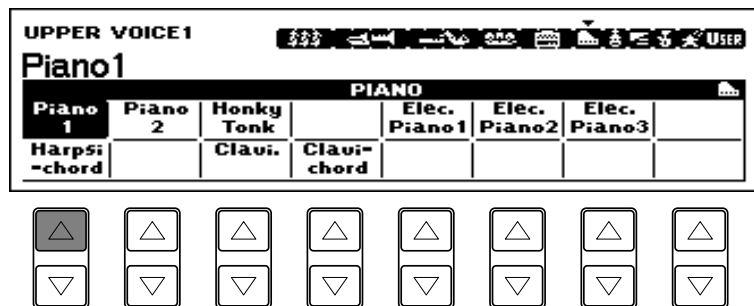 UPPER VOICE1
USER
Piano1
PIANO
Piano 1 Piano 2 Honky Tonk Elec. Piano1 Elec. Piano2 Elec. Piano3
Harpsi-chord Clavi. Clavi-chord